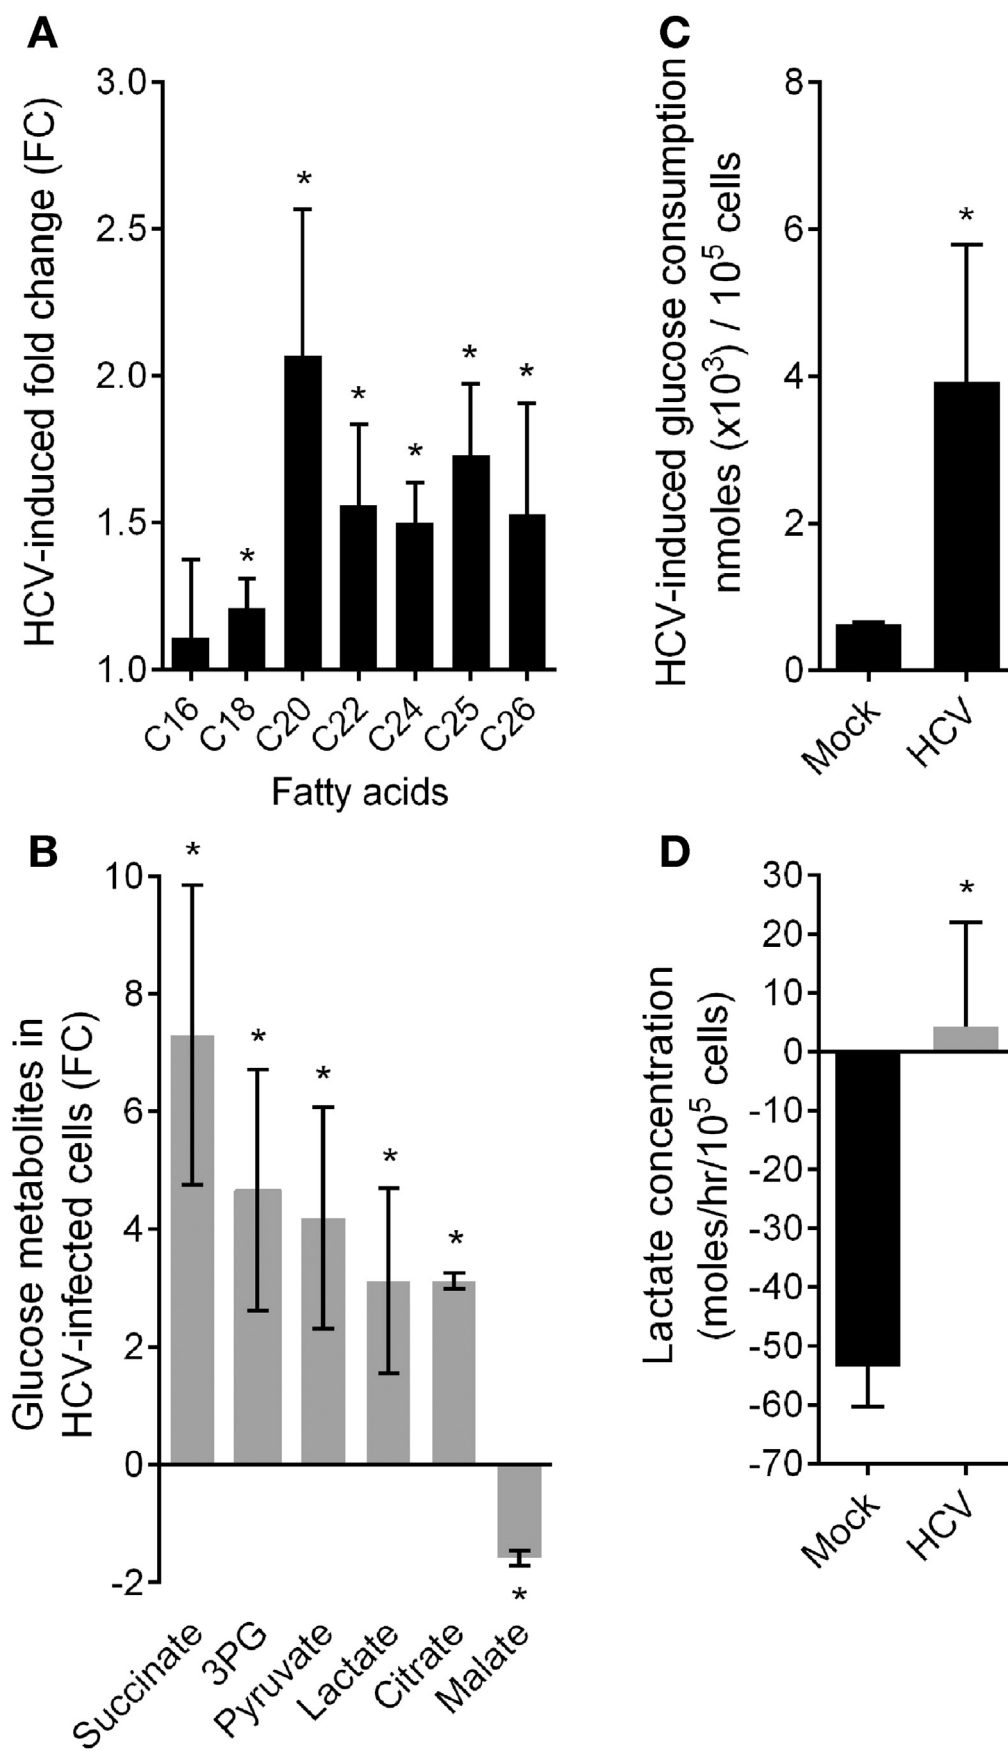 A
HCV-induced fold change (FC)
3.0
2.5
2.0
1.5
1.0
*
*
*
*
*
*
C16
C18
C20
C22
C24
C25
C26
Fatty acids
C
HCV-induced glucose consumption
nmoles (x10³) / 10⁵ cells
8
6
4
2
0
*
Mock
HCV
B
Glucose metabolites in
HCV-infected cells (FC)
10
8
6
4
2
0
-2
*
*
*
*
*
*
Succinate
3PG
Pyruvate
Lactate
Citrate
Malate
D
Lactate concentration
(moles/hr/10⁵ cells)
30
20
10
0
-10
-20
-30
-40
-50
-60
-70
*
Mock
HCV